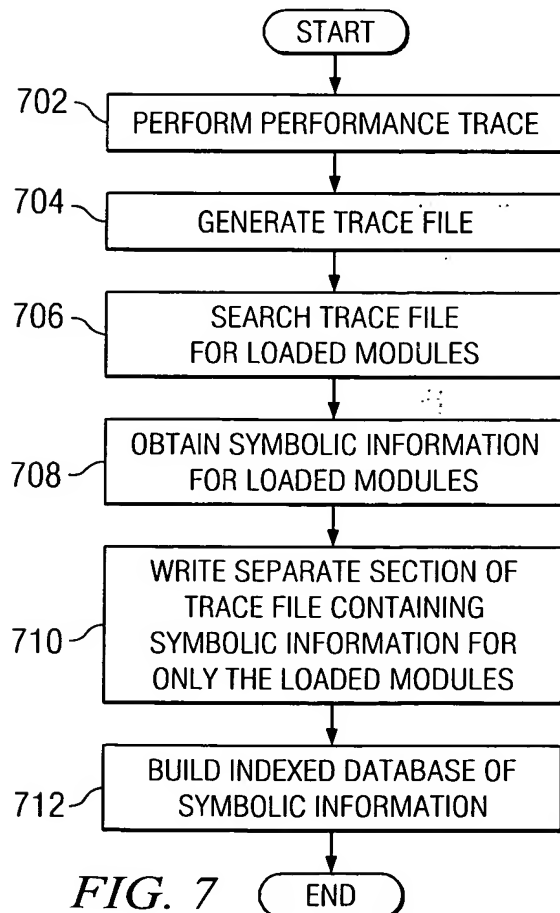 START
702
PERFORM PERFORMANCE TRACE
704
GENERATE TRACE FILE
706
SEARCH TRACE FILE
FOR LOADED MODULES
708
OBTAIN SYMBOLIC INFORMATION
FOR LOADED MODULES
710
WRITE SEPARATE SECTION OF
TRACE FILE CONTAINING
SYMBOLIC INFORMATION FOR
ONLY THE LOADED MODULES
712
BUILD INDEXED DATABASE OF
SYMBOLIC INFORMATION
FIG. 7
END